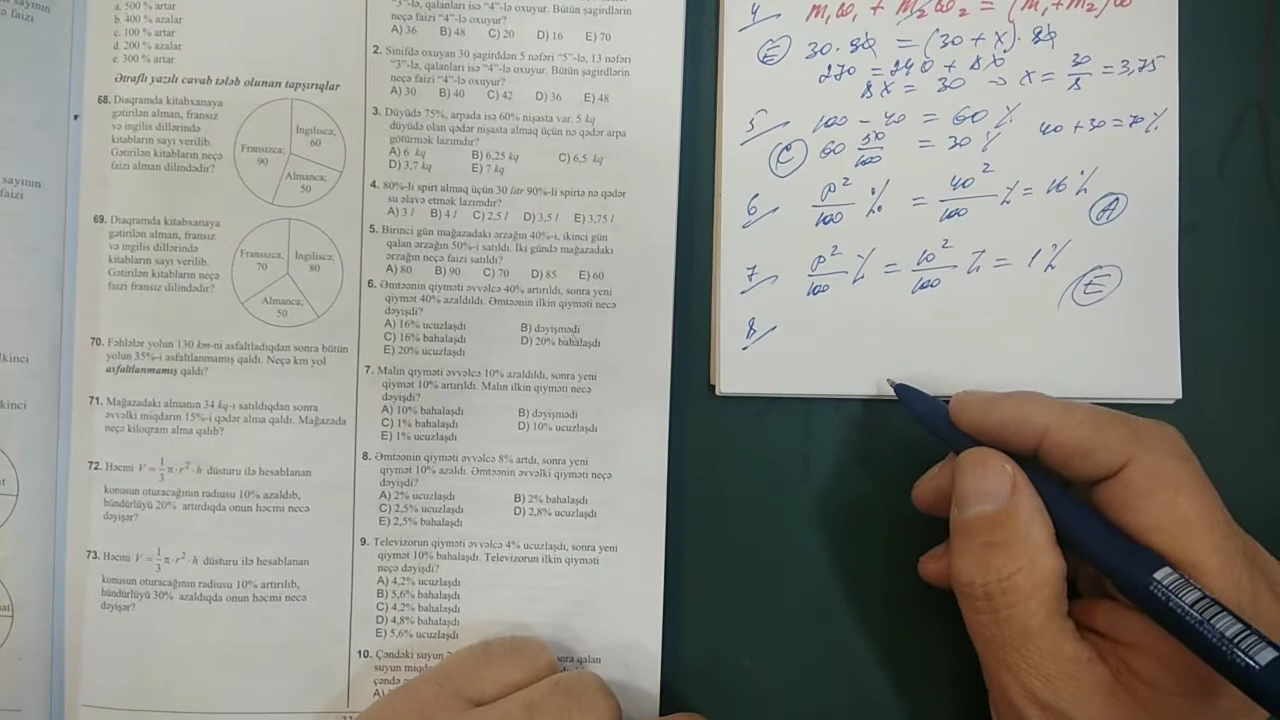 sayının
faizi
a. 500 % artar
b. 400 % azalar
c. 100 % artar
d. 200 % azalar
e. 300 % artar
Ətraflı yazılı cavab tələb olunan tapşırıqlar
68. Diaqramda kitabxanaya
gətirilən alman, fransız
və ingilis dillərində
kitabların sayı verilib.
Gətirilən kitabların neçə
faizi alman dilindədir?
İngiliscə;
60
Fransızca;
90
Almanca;
50
69. Diaqramda kitabxanaya
gətirilən alman, fransız
və ingilis dillərində
kitabların sayı verilib.
Gətirilən kitabların neçə
faizi fransız dilindədir?
Fransızca;
70
İngiliscə;
80
Almanca;
50
70. Fəhlələr yolun 130 km-ni asfaltladıqdan sonra bütün
yolun 35%-i asfaltlanmamış qaldı. Neçə km yol
asfaltlanmamış qaldı?
71. Mağazadakı almanın 34 kq-ı satıldıqdan sonra
əvvəlki miqdarın 15%-i qədər alma qaldı. Mağazada
neçə kiloqram alma qalıb?
72. Həcmi V = 1/3 π · r² · h düsturu ilə hesablanan
konusun oturacağının radiusu 10% azaldıb,
hündürlüyü 20% artırdıqda onun həcmi necə
dəyişər?
73. Həcmi V = 1/3 π · r² · h düsturu ilə hesablanan
konusun oturacağının radiusu 10% artırılıb,
hündürlüyü 30% azaldıqda onun həcmi necə
dəyişər?
"3"-lə, qalanları isə "4"-lə oxuyur. Bütün şagirdlərin
neçə faizi "4"-lə oxuyur?
A) 36 B) 48 C) 20 D) 16 E) 70
2. Sinifdə oxuyan 30 şagirddən 5 nəfəri "5"-lə, 13 nəfəri
"3"-lə, qalanları isə "4"-lə oxuyur. Bütün şagirdlərin
neçə faizi "4"-lə oxuyur?
A) 30 B) 40 C) 42 D) 36 E) 48
3. Düyüdə 75%, arpada isə 60% nişasta var. 5 kq
düyüdə olan qədər nişasta almaq üçün nə qədər arpa
götürmək lazımdır?
A) 6 kq B) 6,25 kq C) 6,5 kq
D) 3,7 kq E) 7 kq
4. 80%-li spirt almaq üçün 30 litr 90%-li spirtə nə qədər
su əlavə etmək lazımdır?
A) 3 l B) 4 l C) 2,5 l D) 3,5 l E) 3,75 l
5. Birinci gün mağazadakı ərzağın 40%-i, ikinci gün
qalan ərzağın 50%-i satıldı. İki gündə mağazadakı
ərzağın neçə faizi satıldı?
A) 80 B) 90 C) 70 D) 85 E) 60
6. Əmtəənin qiyməti əvvəlcə 40% artırıldı, sonra yeni
qiymət 40% azaldıldı. Əmtəənin ilkin qiyməti necə
dəyişdi?
A) 16% ucuzlaşdı B) dəyişmədi
C) 16% bahalaşdı D) 20% bahalaşdı
E) 20% ucuzlaşdı
7. Malın qiyməti əvvəlcə 10% azaldıldı, sonra yeni
qiymət 10% artırıldı. Malın ilkin qiyməti necə
dəyişdi?
A) 10% bahalaşdı B) dəyişmədi
C) 1% bahalaşdı D) 10% ucuzlaşdı
E) 1% ucuzlaşdı
8. Əmtəənin qiyməti əvvəlcə 8% artdı, sonra yeni
qiymət 10% azaldı. Əmtəənin əvvəlki qiyməti necə
dəyişdi?
A) 2% ucuzlaşdı B) 2% bahalaşdı
C) 2,5% ucuzlaşdı D) 2,8% ucuzlaşdı
E) 2,5% bahalaşdı
9. Televizorun qiyməti əvvəlcə 4% ucuzlaşdı, sonra yeni
qiymət 10% bahalaşdı. Televizorun ilkin qiyməti
necə dəyişdi?
A) 4,2% ucuzlaşdı
B) 5,6% bahalaşdı
C) 4,2% bahalaşdı
D) 4,8% bahalaşdı
E) 5,6% ucuzlaşdı
10. Çəndəki suyun
suyun
çəndə
4 m₁ω₁ + m₂ω₂ = (m₁+m₂)ω
E 30 · 90 = (30 + x) · 80
270 = 240 + 8x
8x = 30 → x = 30/8 = 3,75
5 100 - 40 = 60 %
C 60 50/100 = 30 % 40 + 30 = 70 %
6 p²/100 % = 40²/100 % = 16 % A
7 p²/100 % = 10²/100 % = 1 % E
8